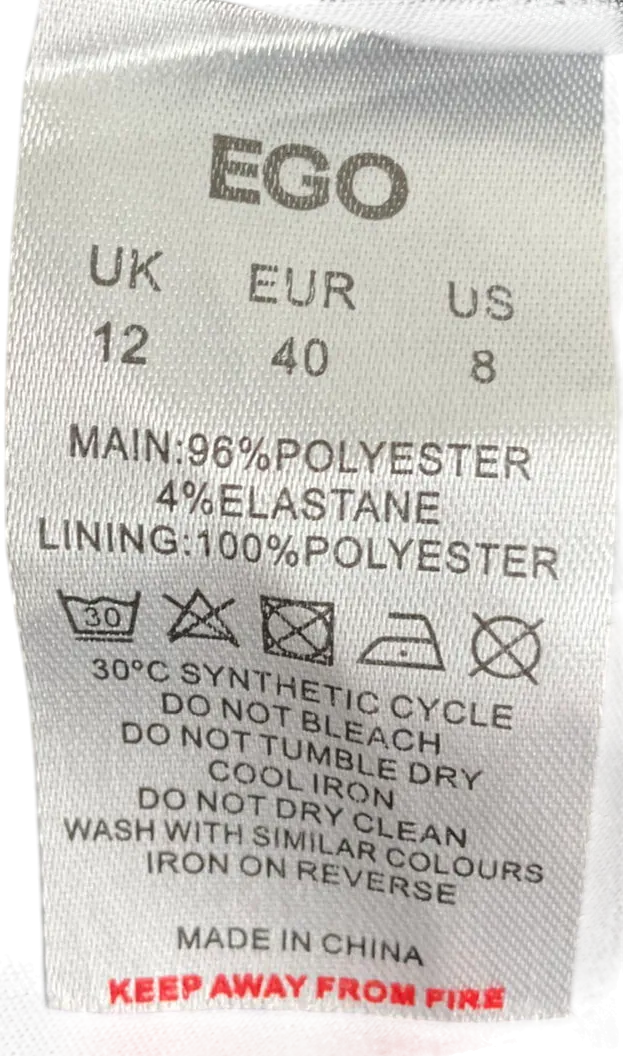 EGO
UK EUR US
12 40 8
MAIN:96%POLYESTER
4%ELASTANE
LINING:100%POLYESTER
30
30°C SYNTHETIC CYCLE
DO NOT BLEACH
DO NOT TUMBLE DRY
COOL IRON
DO NOT DRY CLEAN
WASH WITH SIMILAR COLOURS
IRON ON REVERSE
MADE IN CHINA
KEEP AWAY FROM FIRE